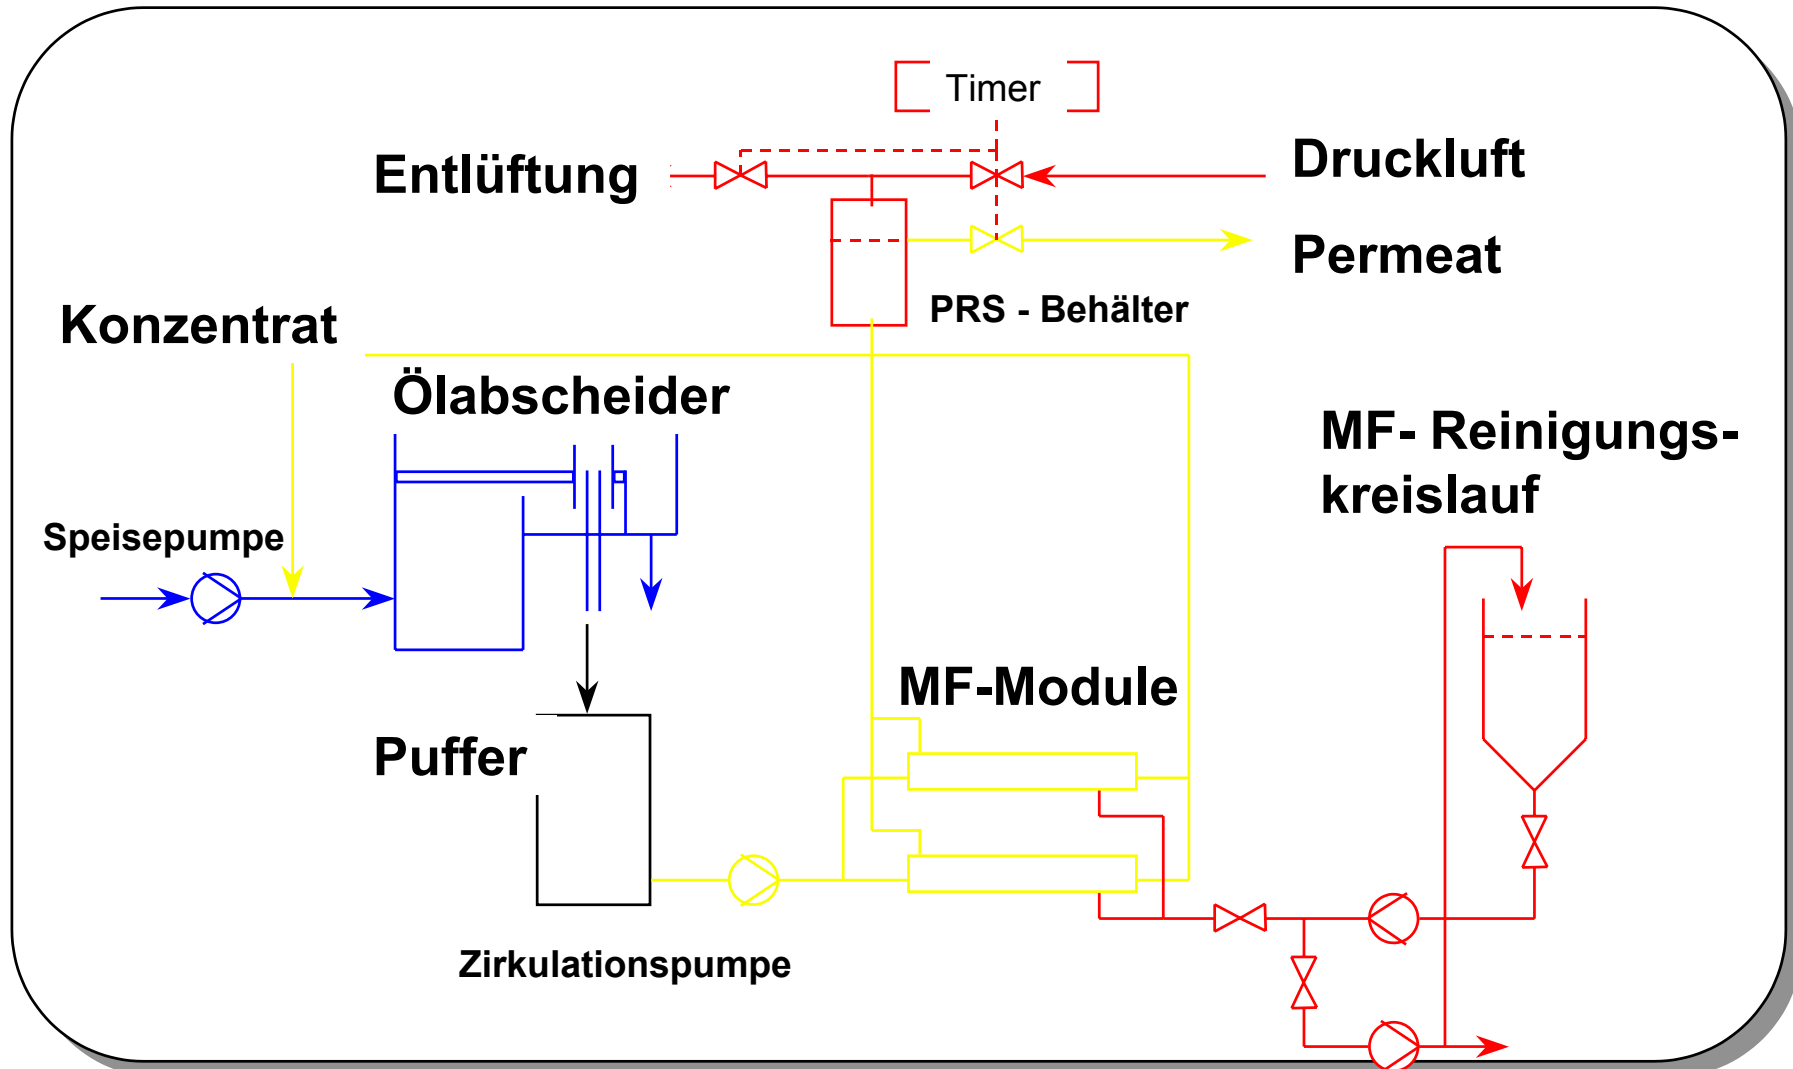 Timer
Entlüftung
Druckluft
Permeat
PRS - Behälter
Konzentrat
Ölabscheider
MF- Reinigungs-
kreislauf
Speisepumpe
MF-Module
Puffer
Zirkulationspumpe